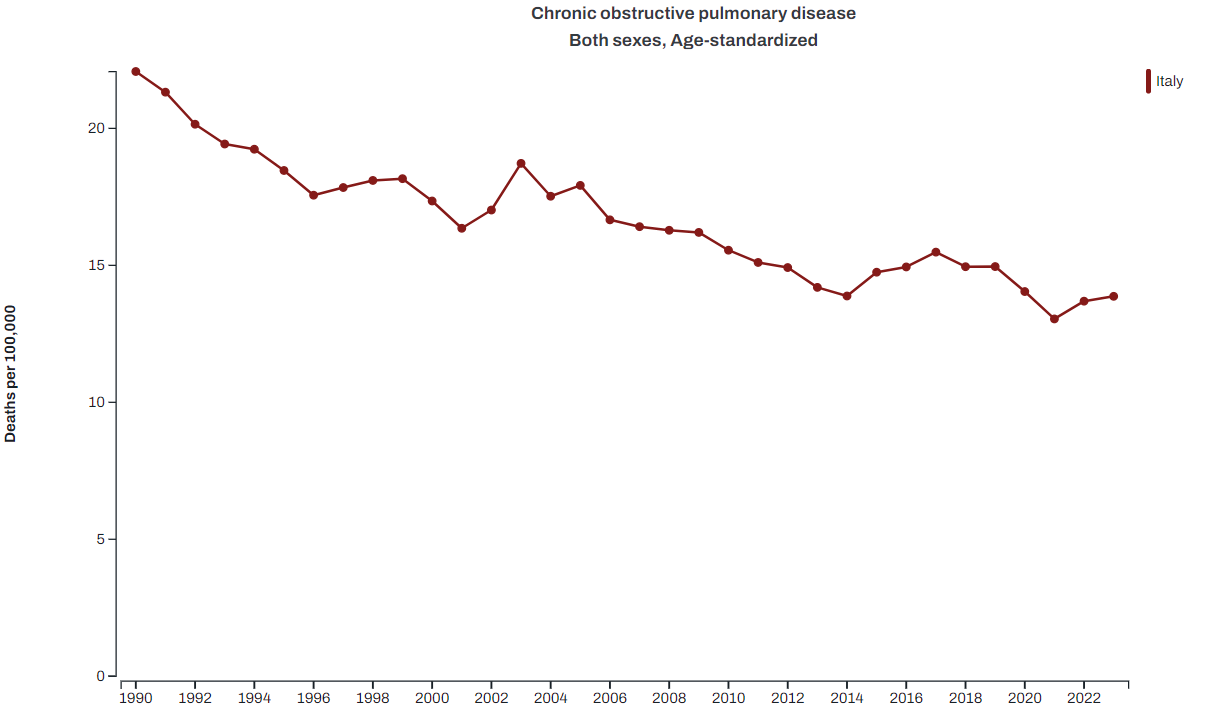 Chronic obstructive pulmonary disease
Both sexes, Age-standardized
Italy
Deaths per 100,000
20
15
10
5
0
1990 1992 1994 1996 1998 2000 2002 2004 2006 2008 2010 2012 2014 2016 2018 2020 2022